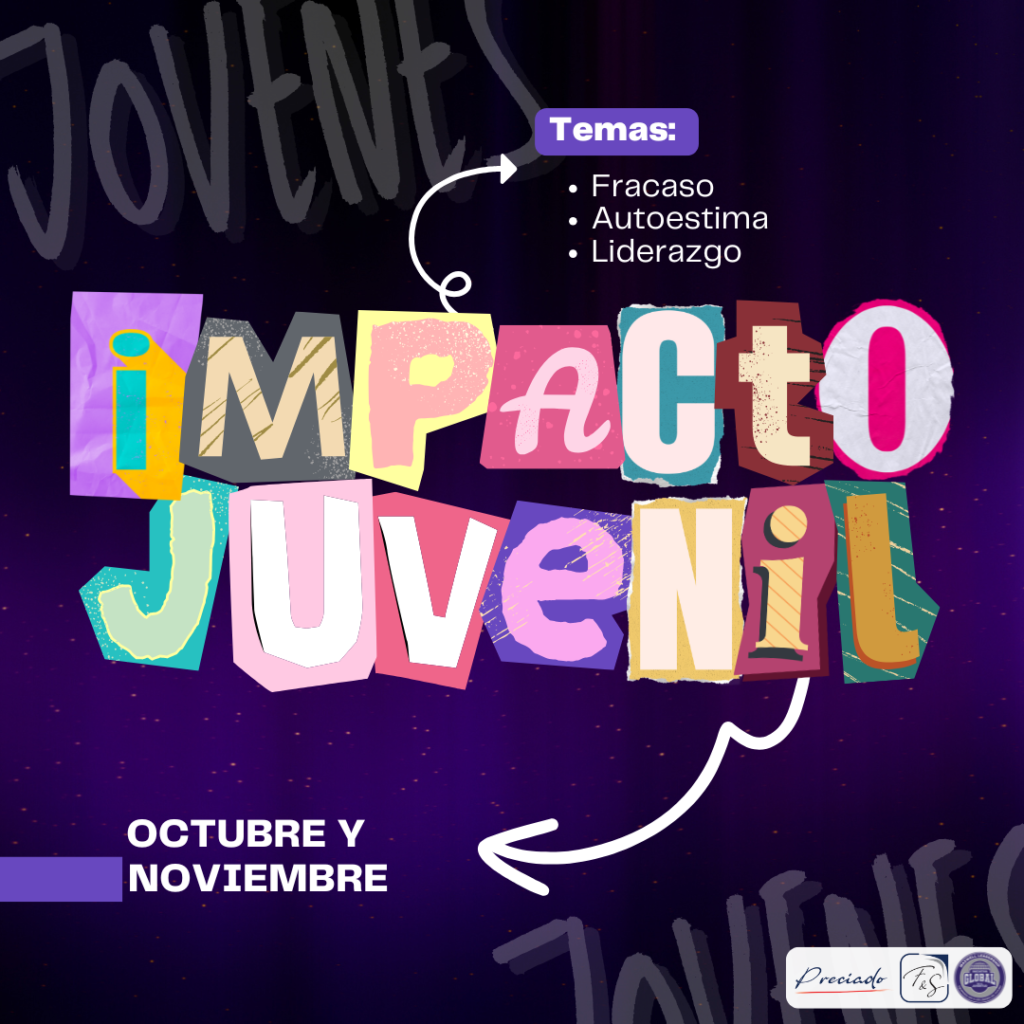 JOVENES
Temas:
• Fracaso
• Autoestima
• Liderazgo
iMPACtO
JUVeNiL
OCTUBRE Y
NOVIEMBRE
JOVENES
Preciado
F&S
GLOBAL